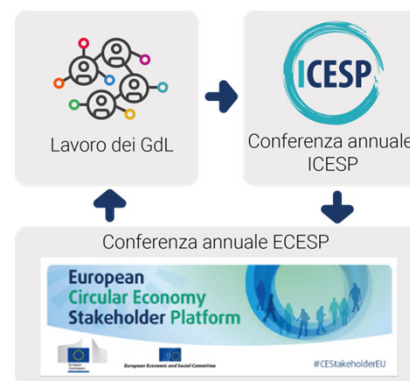 Lavoro dei GdL
ICESP
Conferenza annuale
ICESP
Conferenza annuale ECESP
European
Circular Economy
Stakeholder Platform
European Economic and Social Committee
#CEStakeholderEU